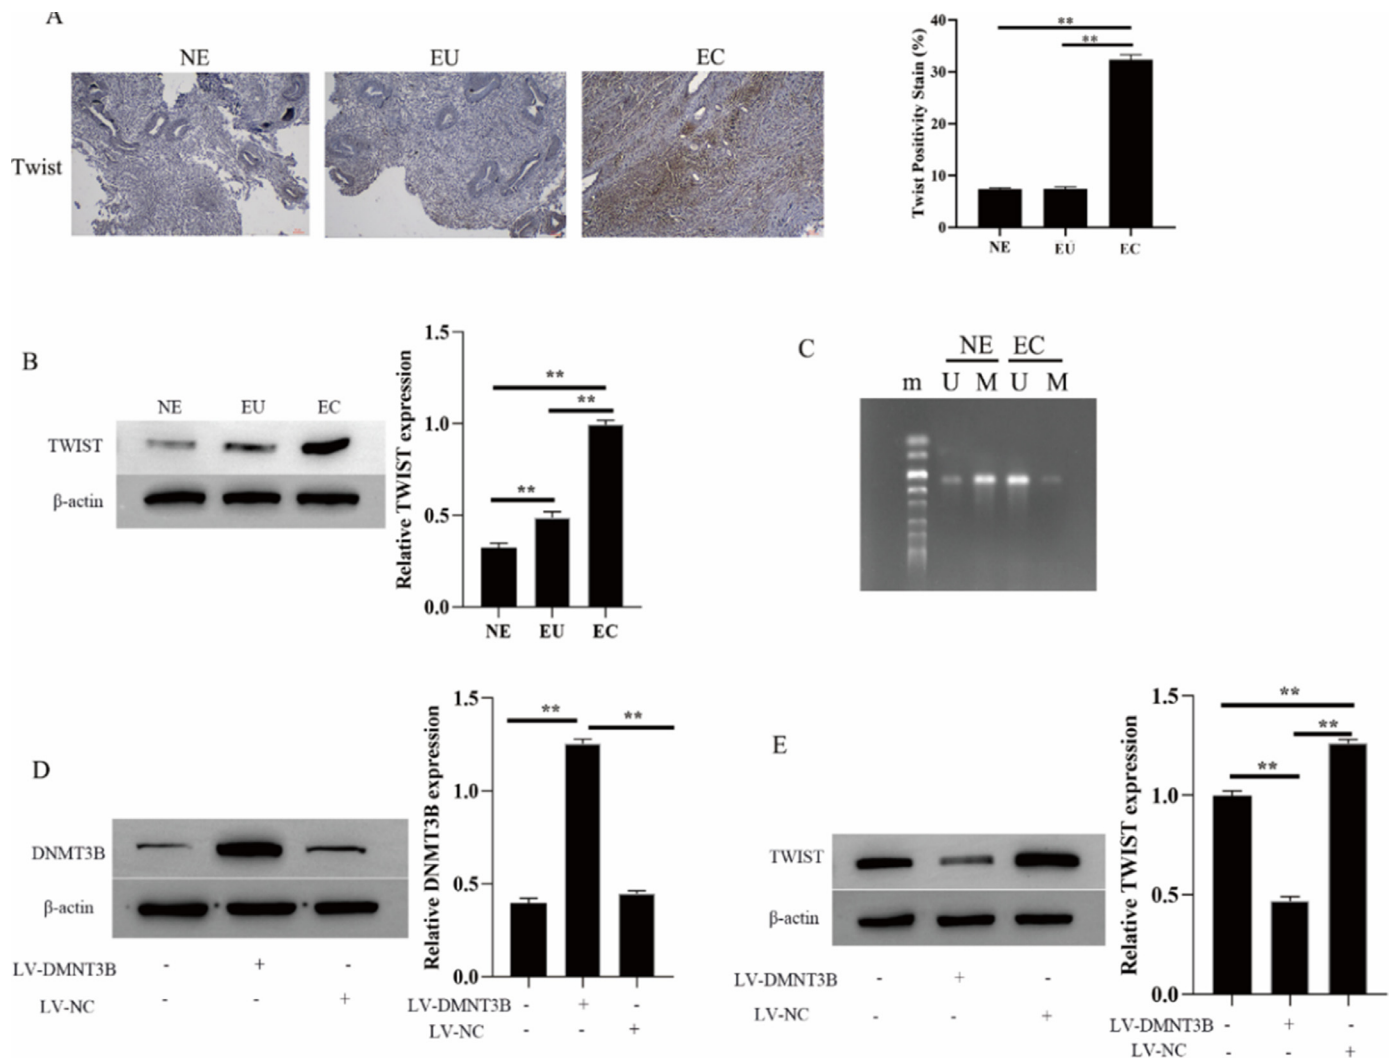 A
NE EU EC
Twist
Twist Positivity Stain (%)
40
30
20
10
0
** 
**
NE EU EC
B
NE EU EC
TWIST
β-actin
Relative TWIST expression
1.5
1.0
0.5
0.0
**
**
**
NE EU EC
C
NE EC
m U M U M
D
DNMT3B
β-actin
LV-DMNT3B - + -
LV-NC - - +
Relative DNMT3B expression
1.5
1.0
0.5
0.0
** **
LV-DMNT3B - + -
LV-NC - - +
E
TWIST
β-actin
LV-DMNT3B - + -
LV-NC - - +
Relative TWIST expression
1.5
1.0
0.5
0.0
**
**
**
LV-DMNT3B - + -
LV-NC - - +